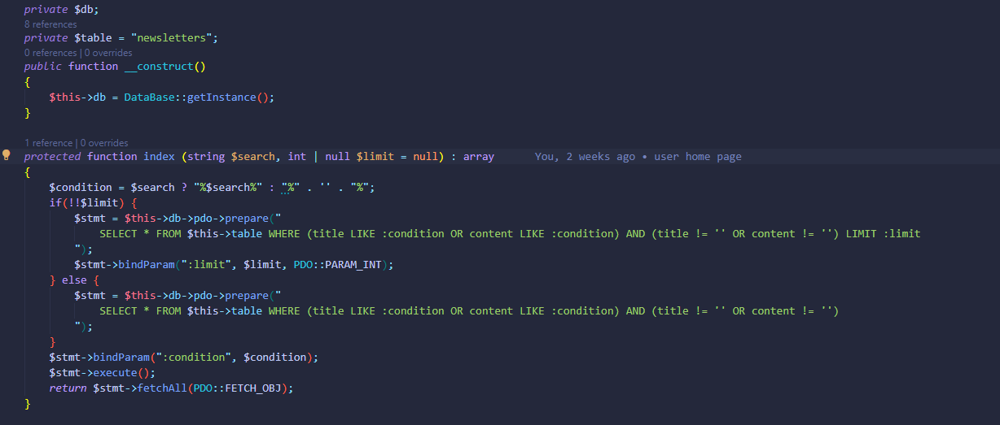 private $db;
8 references
private $table = "newsletters";
0 references | 0 overrides
public function __construct()
{
$this->db = DataBase::getInstance();
}
1 reference | 0 overrides
protected function index (string $search, int | null $limit = null) : array You, 2 weeks ago • user home page
{
$condition = $search ? "%$search%" : "%" . '' . "%";
if(!!$limit) {
$stmt = $this->db->pdo->prepare("
SELECT * FROM $this->table WHERE (title LIKE :condition OR content LIKE :condition) AND (title != '' OR content != '') LIMIT :limit
");
$stmt->bindParam(":limit", $limit, PDO::PARAM_INT);
} else {
$stmt = $this->db->pdo->prepare("
SELECT * FROM $this->table WHERE (title LIKE :condition OR content LIKE :condition) AND (title != '' OR content != '')
");
}
$stmt->bindParam(":condition", $condition);
$stmt->execute();
return $stmt->fetchAll(PDO::FETCH_OBJ);
}